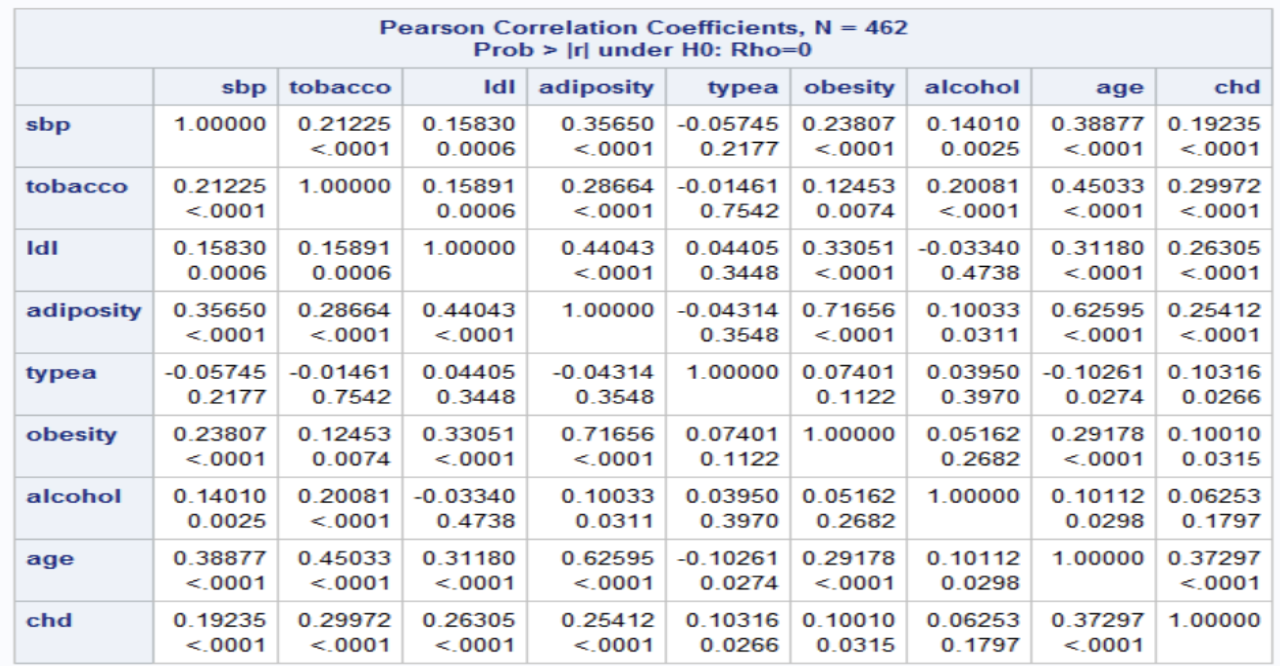 Pearson Correlation Coefficients, N = 462
Prob > |r| under H0: Rho=0
sbp tobacco ldl adiposity typea obesity alcohol age chd
sbp 1.00000 0.21225 0.15830 0.35650 -0.05745 0.23807 0.14010 0.38877 0.19235
<.0001 0.0006 <.0001 0.2177 <.0001 0.0025 <.0001 <.0001
tobacco 0.21225 1.00000 0.15891 0.28664 -0.01461 0.12453 0.20081 0.45033 0.29972
<.0001 0.0006 <.0001 0.7542 0.0074 <.0001 <.0001 <.0001
ldl 0.15830 0.15891 1.00000 0.44043 0.04405 0.33051 -0.03340 0.31180 0.26305
0.0006 0.0006 <.0001 0.3448 <.0001 0.4738 <.0001 <.0001
adiposity 0.35650 0.28664 0.44043 1.00000 -0.04314 0.71656 0.10033 0.62595 0.25412
<.0001 <.0001 <.0001 0.3548 <.0001 0.0311 <.0001 <.0001
typea -0.05745 -0.01461 0.04405 -0.04314 1.00000 0.07401 0.03950 -0.10261 0.10316
0.2177 0.7542 0.3448 0.3548 0.1122 0.3970 0.0274 0.0266
obesity 0.23807 0.12453 0.33051 0.71656 0.07401 1.00000 0.05162 0.29178 0.10010
<.0001 0.0074 <.0001 <.0001 0.1122 0.2682 <.0001 0.0315
alcohol 0.14010 0.20081 -0.03340 0.10033 0.03950 0.05162 1.00000 0.10112 0.06253
0.0025 <.0001 0.4738 0.0311 0.3970 0.2682 0.0298 0.1797
age 0.38877 0.45033 0.31180 0.62595 -0.10261 0.29178 0.10112 1.00000 0.37297
<.0001 <.0001 <.0001 <.0001 0.0274 <.0001 0.0298 <.0001
chd 0.19235 0.29972 0.26305 0.25412 0.10316 0.10010 0.06253 0.37297 1.00000
<.0001 <.0001 <.0001 <.0001 0.0266 0.0315 0.1797 <.0001